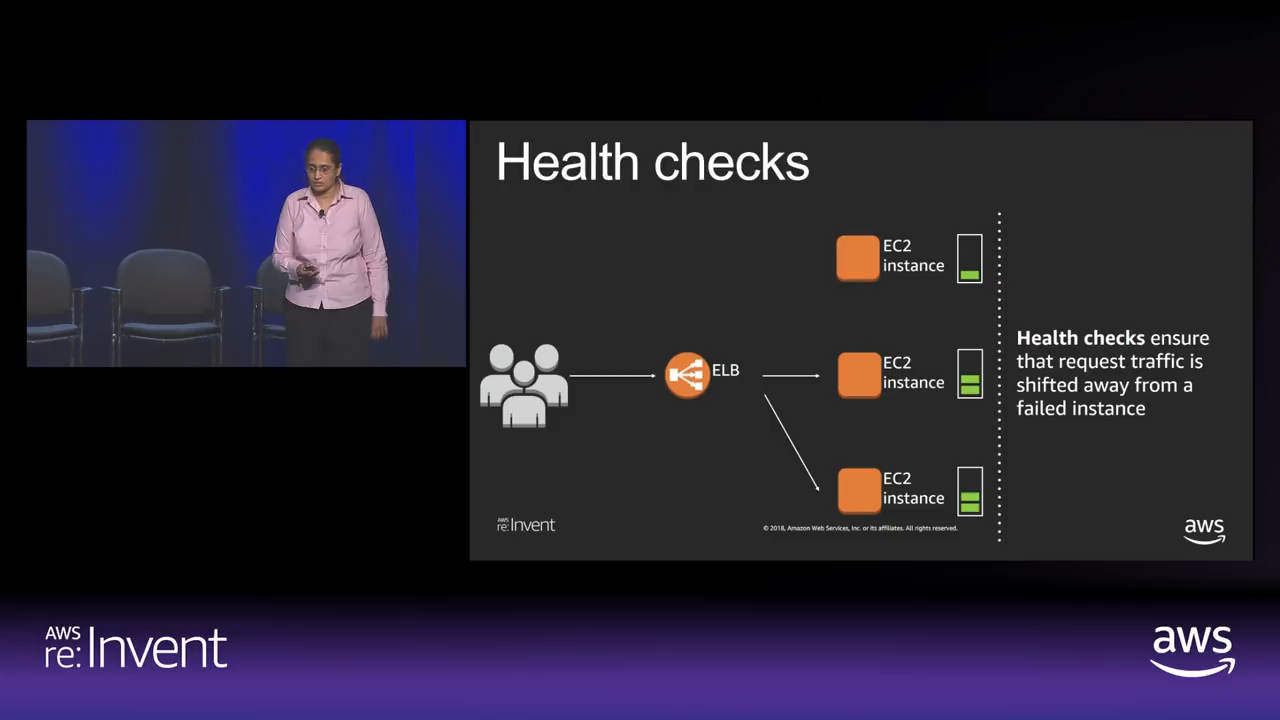 Health checks
EC2
instance
ELB
EC2
instance
EC2
instance
Health checks ensure
that request traffic is
shifted away from a
failed instance
AWS
re:Invent
© 2018, Amazon Web Services, Inc. or its affiliates. All rights reserved.
aws
AWS
re:Invent
aws